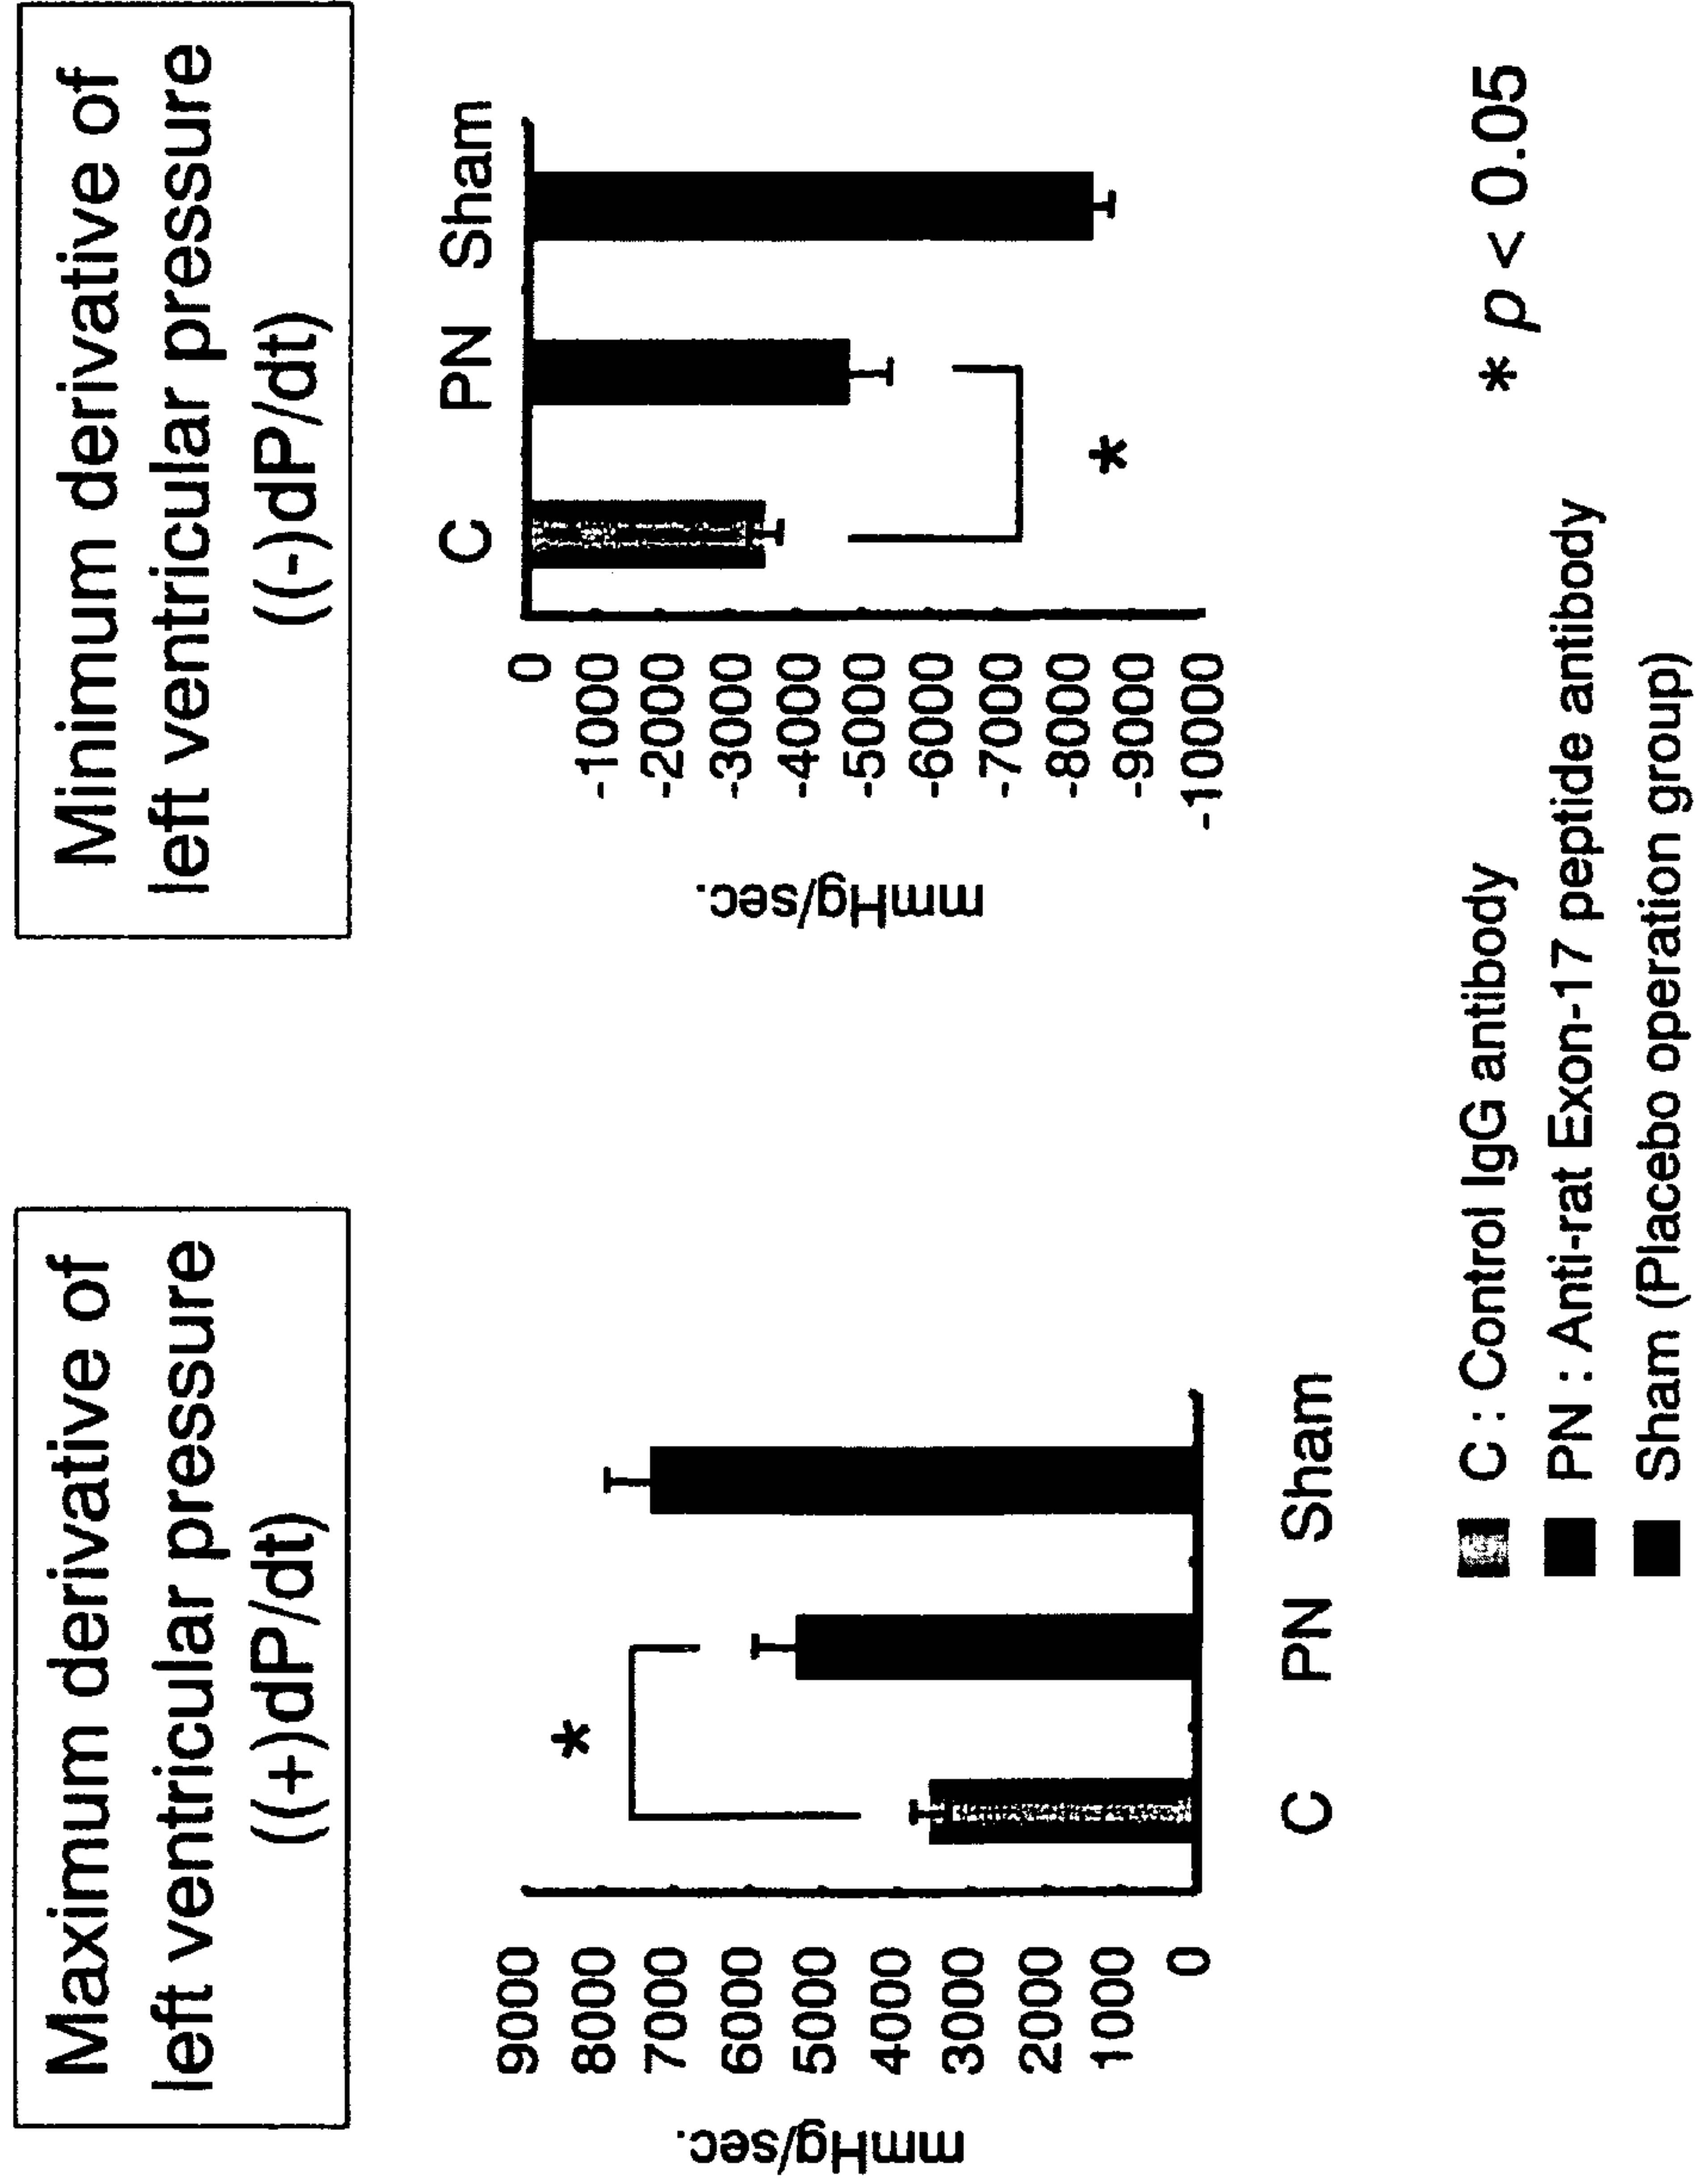 Maximum derivative of
left ventricular pressure
((+)dP/dt)
mmHg/sec.
9000
8000
7000
6000
5000
4000
3000
2000
1000
0
*
C PN Sham
Minimum derivative of
left ventricular pressure
((-)dP/dt)
C PN Sham
mmHg/sec.
0
-1000
-2000
-3000
-4000
-5000
-6000
-7000
-8000
-9000
-10000
*
C : Control IgG antibody
PN : Anti-rat Exon-17 peptide antibody
Sham (Placebo operation group)
* p < 0.05